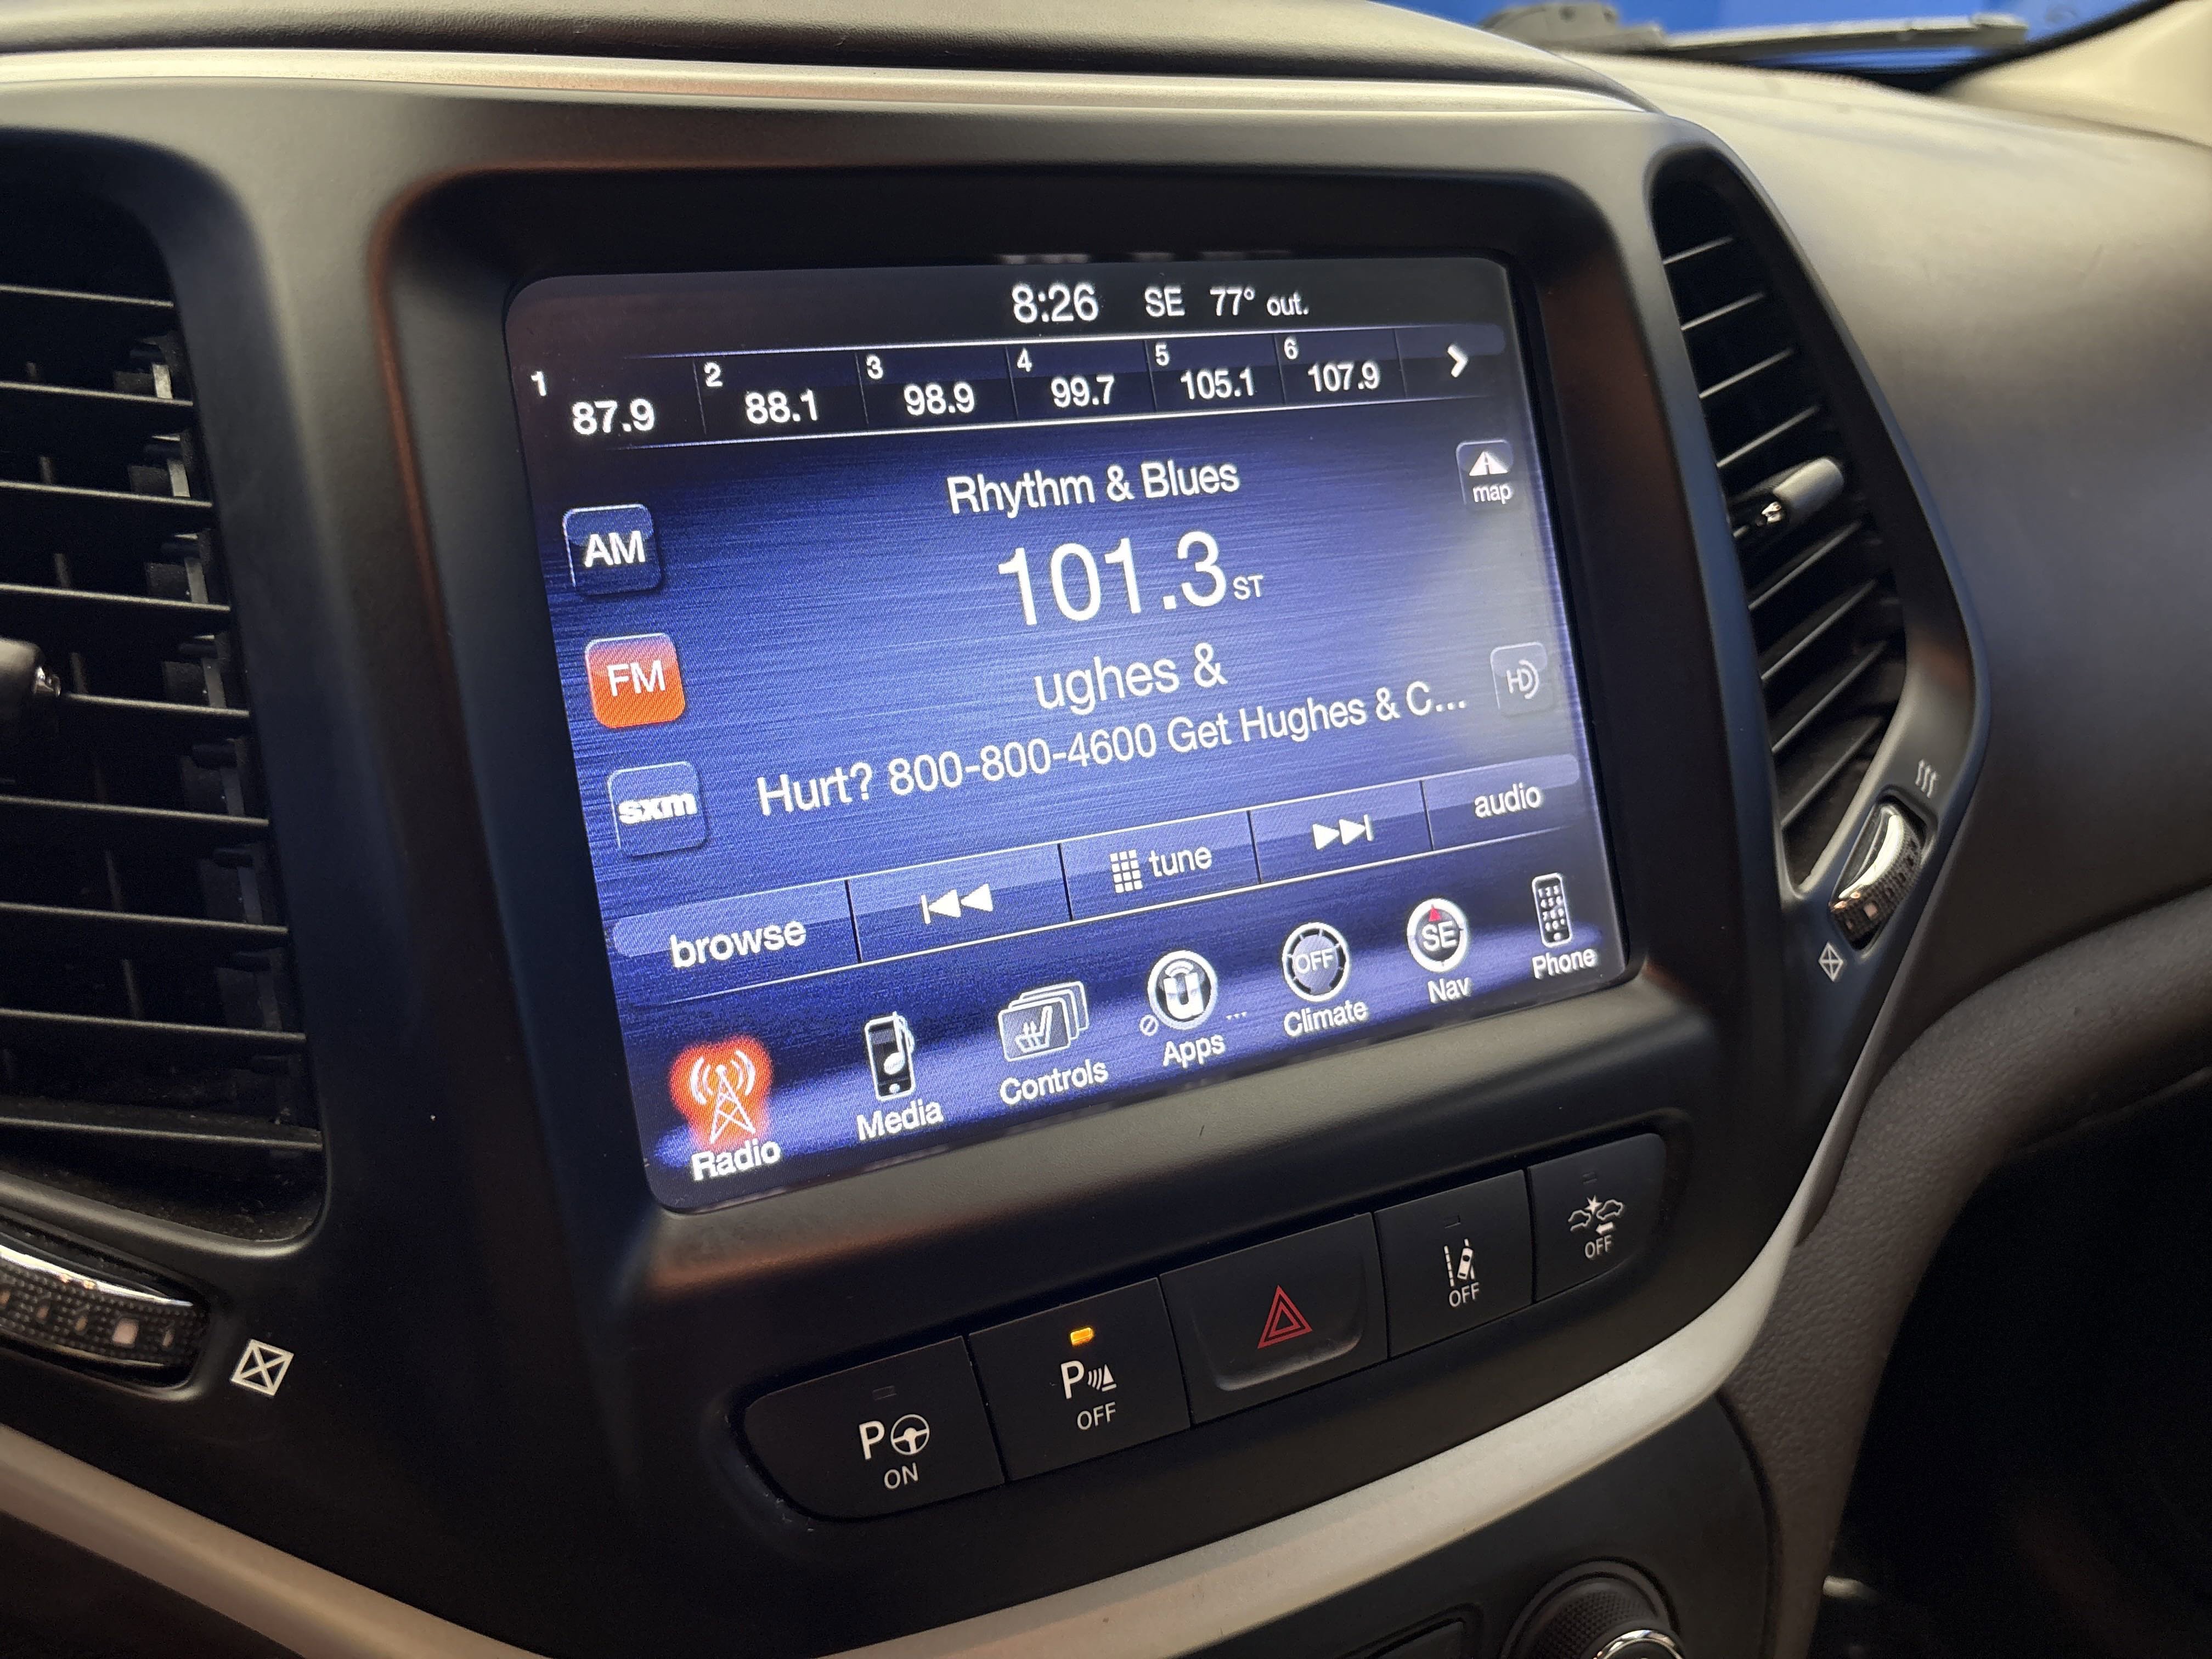 8:26 SE 77° out.
1 87.9 2 88.1 3 98.9 4 99.7 5 105.1 6 107.9
Rhythm & Blues
map
AM
101.3 ST
FM
ughes &
HD
sxm
Hurt? 800-800-4600 Get Hughes & C...
browse tune audio
Radio Media Controls Apps ... OFF Climate SE Nav Phone
P ON
P OFF
OFF
OFF